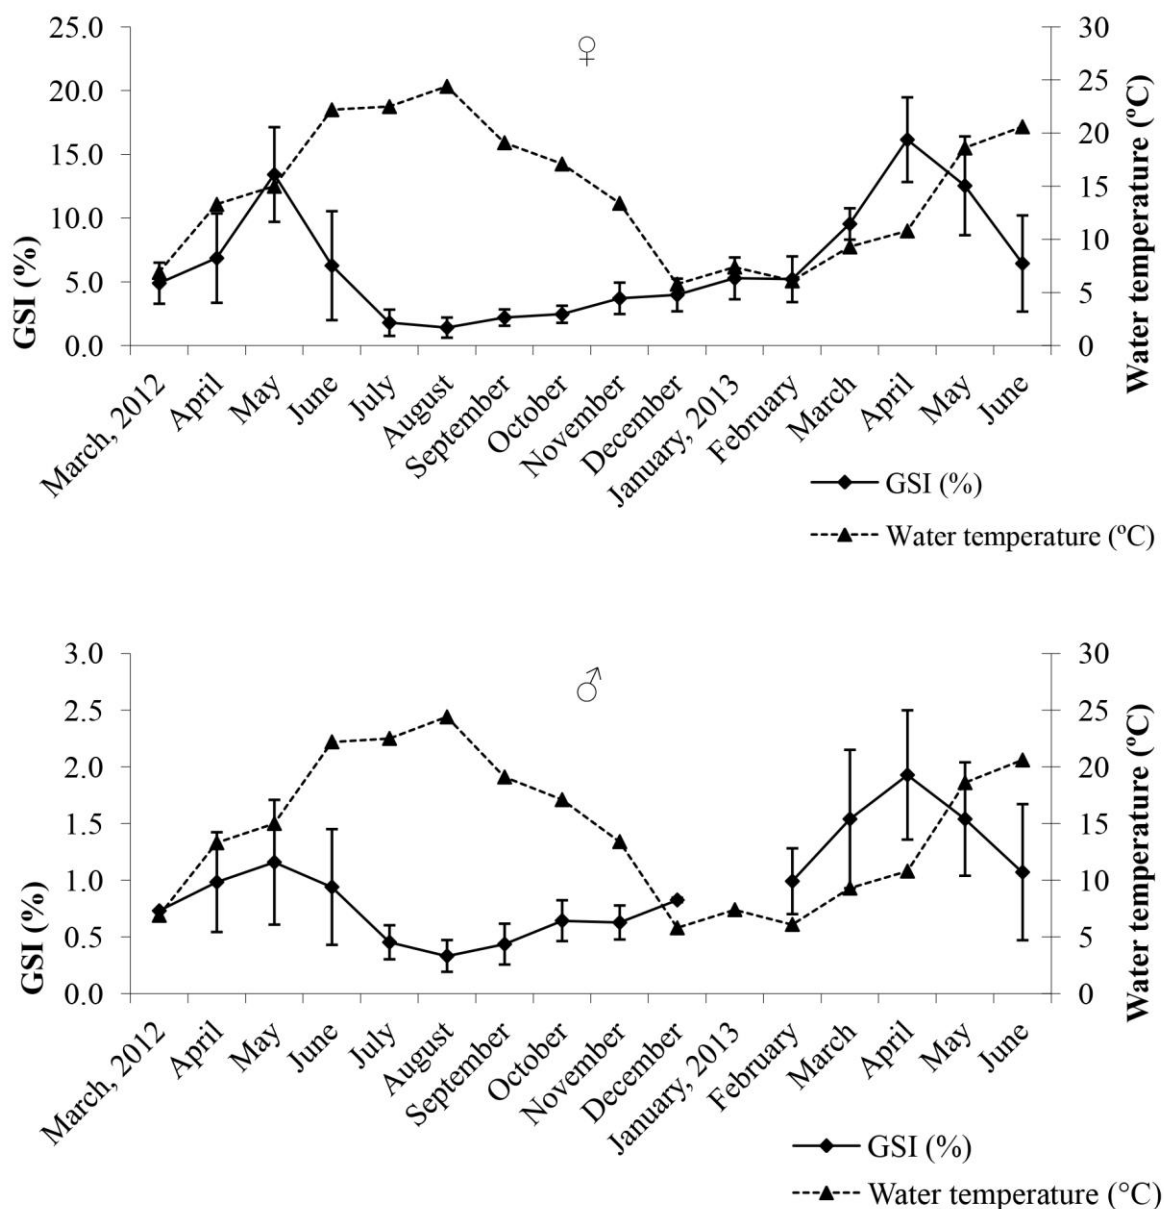 ♀
25.0
20.0
15.0
10.0
5.0
0.0
GSI (%)
30
25
20
15
10
5
0
Water temperature (ºC)
March, 2012
April
May
June
July
August
September
October
November
December
January, 2013
February
March
April
May
June
GSI (%)
Water temperature (ºC)
♂
3.0
2.5
2.0
1.5
1.0
0.5
0.0
GSI (%)
30
25
20
15
10
5
0
Water temperature (ºC)
March, 2012
April
May
June
July
August
September
October
November
December
January, 2013
February
March
April
May
June
GSI (%)
Water temperature (°C)